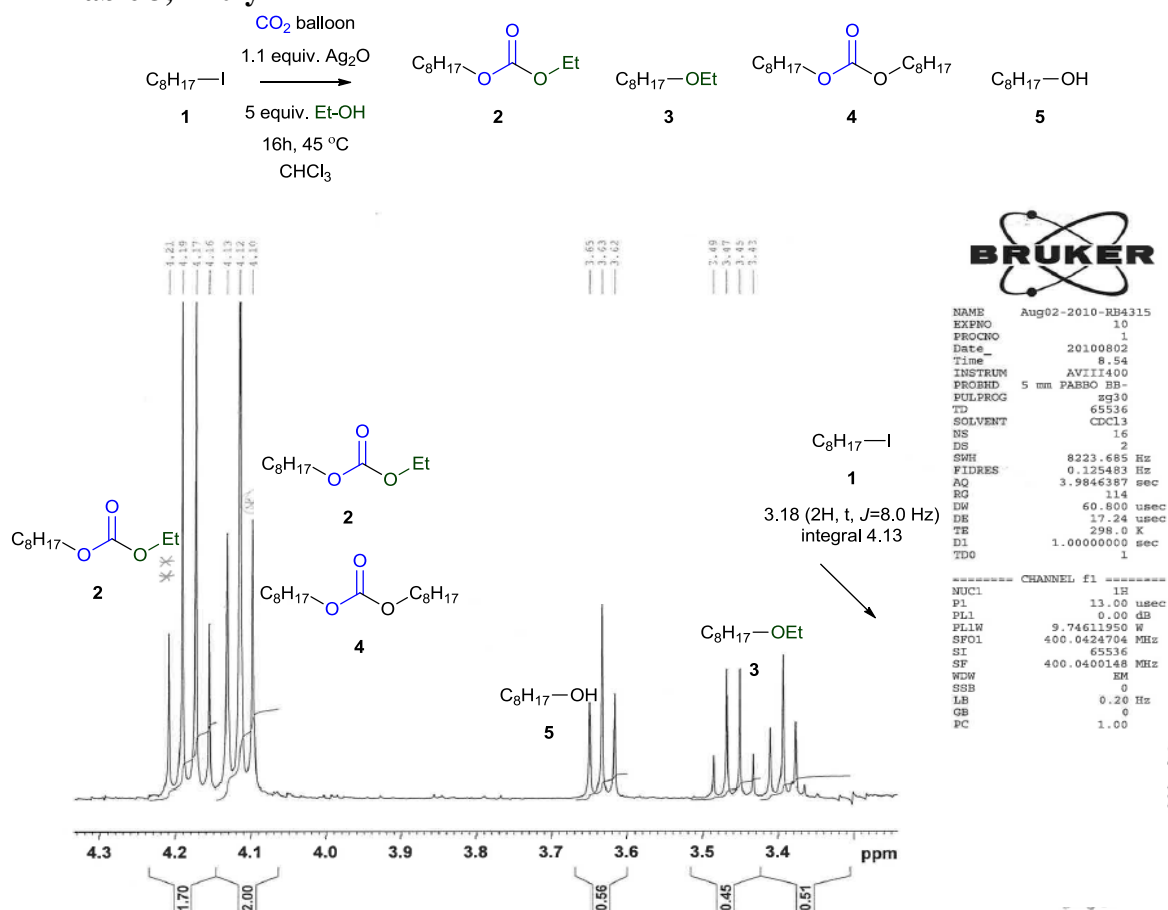 CO2 balloon
1.1 equiv. Ag2O
C8H17—I
1
5 equiv. Et-OH
16h, 45 °C
CHCl3
C8H17 O O O Et
2
C8H17—OEt
3
C8H17 O O O C8H17
4
C8H17—OH
5
4.21
4.19
4.17
4.16
4.13
4.12
4.10
3.65
3.63
3.62
3.49
3.47
3.45
3.43
BRUKER
NAME Aug02-2010-RB4315
EXPNO 10
PROCNO 1
Date_ 20100802
Time 8.54
INSTRUM AVIII400
PROBHD 5 mm PABBO BB-
PULPROG zg30
TD 65536
SOLVENT CDCl3
NS 16
DS 2
SWH 8223.685 Hz
FIDRES 0.125483 Hz
AQ 3.9846387 sec
RG 114
DW 60.800 usec
DE 17.24 usec
TE 298.0 K
D1 1.00000000 sec
TD0 1
======== CHANNEL f1 ========
NUC1 1H
P1 13.00 usec
PL1 0.00 dB
PL1W 9.74611950 W
SFO1 400.0424704 MHz
SI 65536
SF 400.0400148 MHz
WDW EM
SSB 0
LB 0.20 Hz
GB 0
PC 1.00
C8H17 O O O Et
2
C8H17 O O O Et
2
C8H17 O O O C8H17
4
C8H17—I
1
3.18 (2H, t, J=8.0 Hz)
integral 4.13
C8H17—OEt
3
C8H17—OH
5
4.3 4.2 4.1 4.0 3.9 3.8 3.7 3.6 3.5 3.4 ppm
1.70
2.00
0.56
0.45
0.51